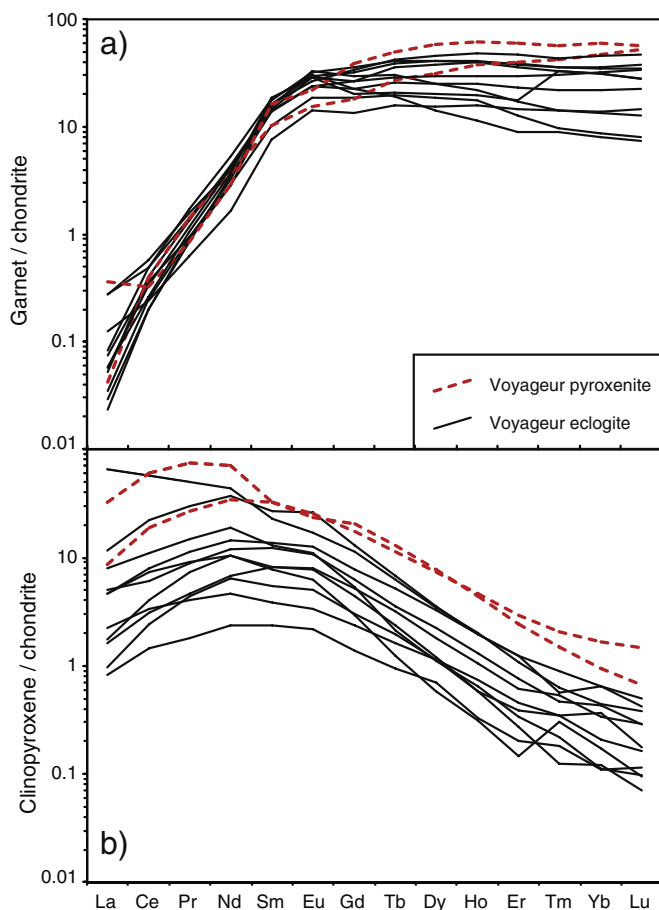 a)
100
10
1
0.1
0.01
Garnet / chondrite
Voyageur pyroxenite
Voyageur eclogite
b)
10
1
0.1
0.01
Clinopyroxene / chondrite
La Ce Pr Nd Sm Eu Gd Tb Dy Ho Er Tm Yb Lu